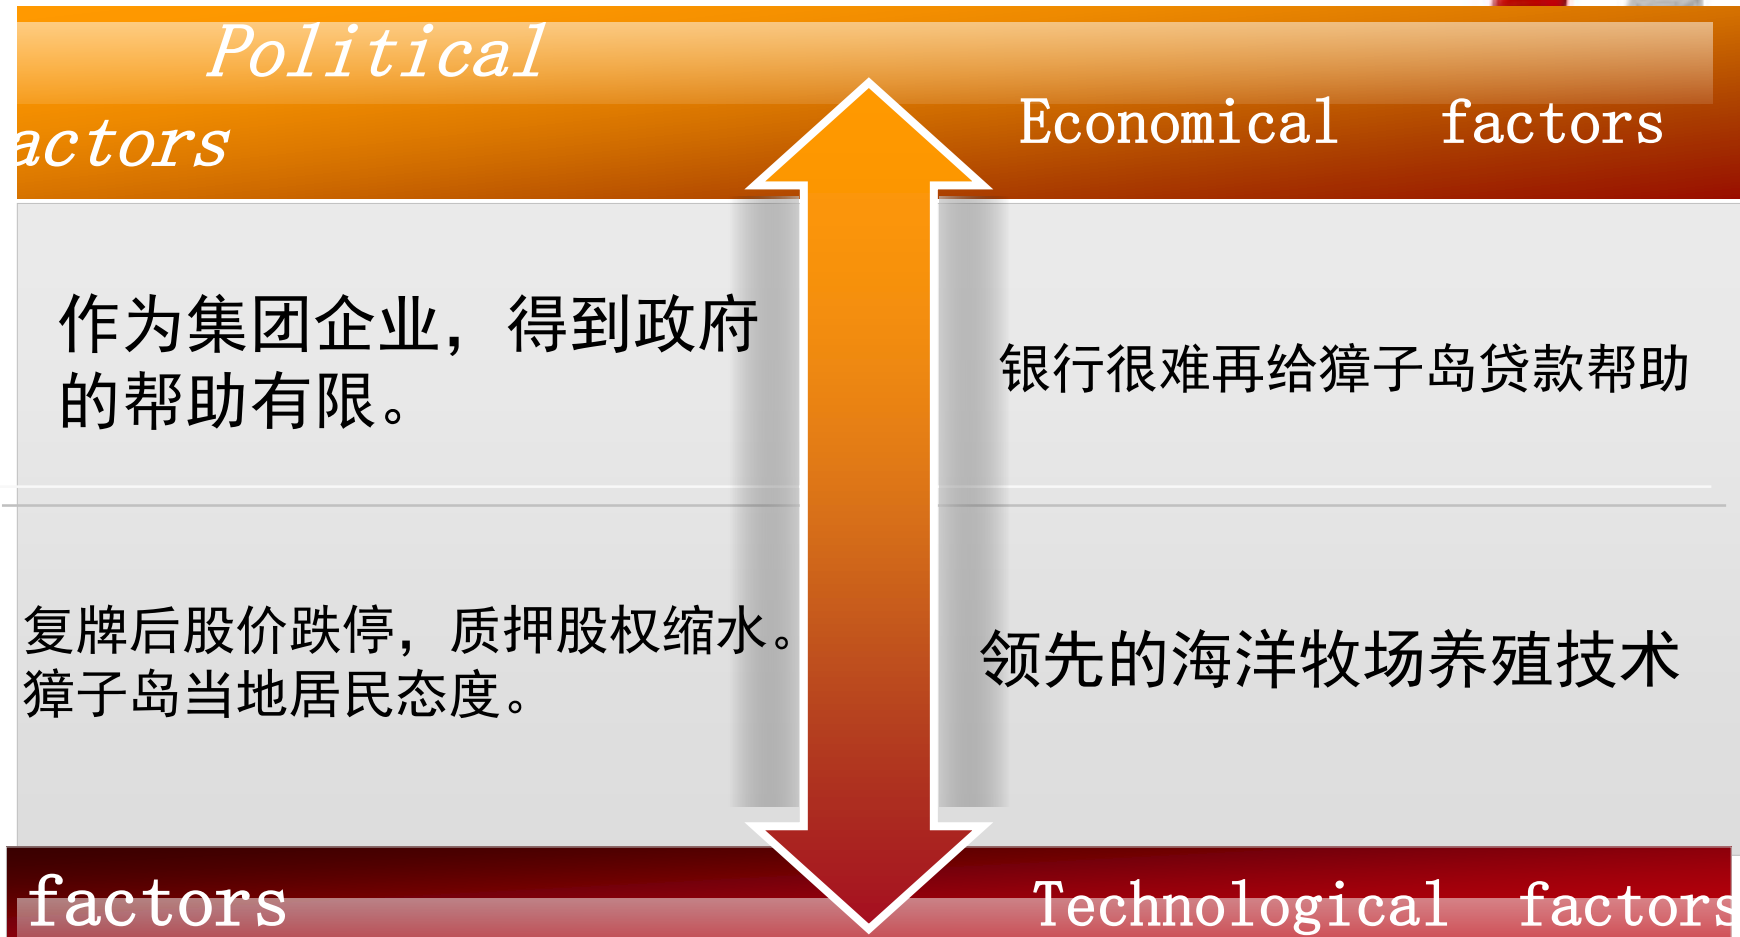 Political
actors
Economical factors
作为集团企业，得到政府
的帮助有限。
银行很难再给獐子岛贷款帮助
复牌后股价跌停，质押股权缩水。
獐子岛当地居民态度。
领先的海洋牧场养殖技术
factors
Technological factors